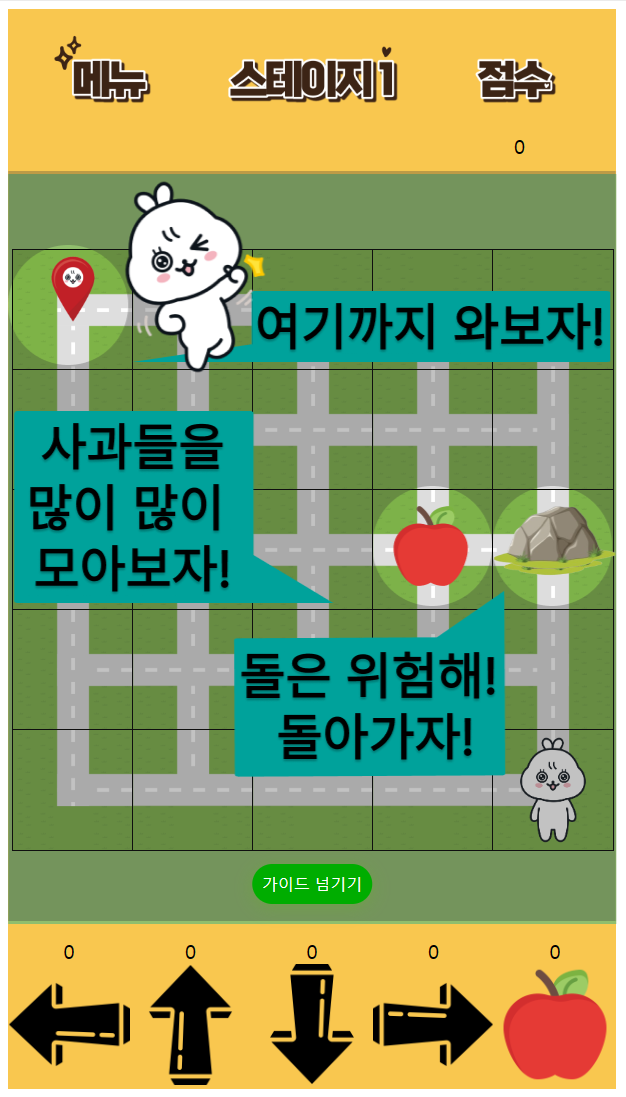 메뉴 스테이지 1 점수
0
여기까지 와보자!
사과들을
많이 많이
모아보자!
돌은 위험해!
돌아가자!
가이드 넘기기
0 0 0 0 0